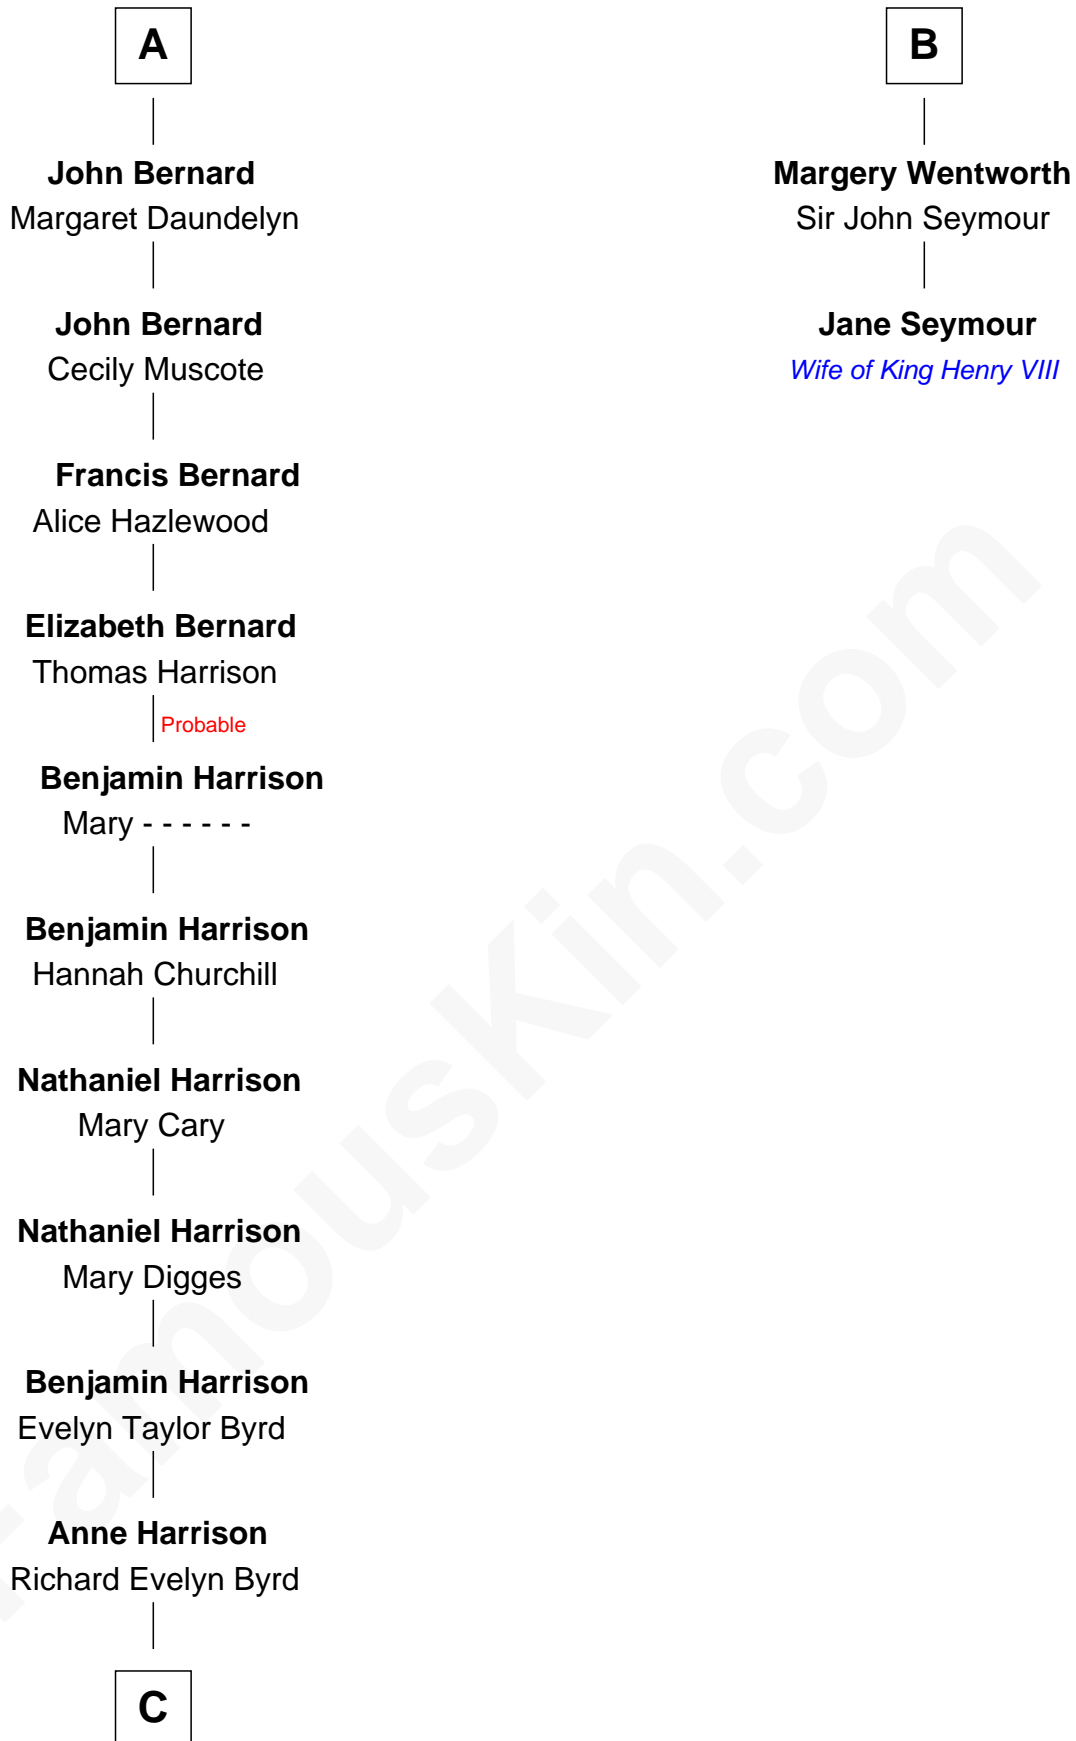 A
John Bernard
Margaret Daundelyn
John Bernard
Cecily Muscote
Francis Bernard
Alice Hazlewood
Elizabeth Bernard
Thomas Harrison
Probable
Benjamin Harrison
Mary - - - - - -
Benjamin Harrison
Hannah Churchill
Nathaniel Harrison
Mary Cary
Nathaniel Harrison
Mary Digges
Benjamin Harrison
Evelyn Taylor Byrd
Anne Harrison
Richard Evelyn Byrd
C
B
Margery Wentworth
Sir John Seymour
Jane Seymour
Wife of King Henry VIII
FamousKin.com